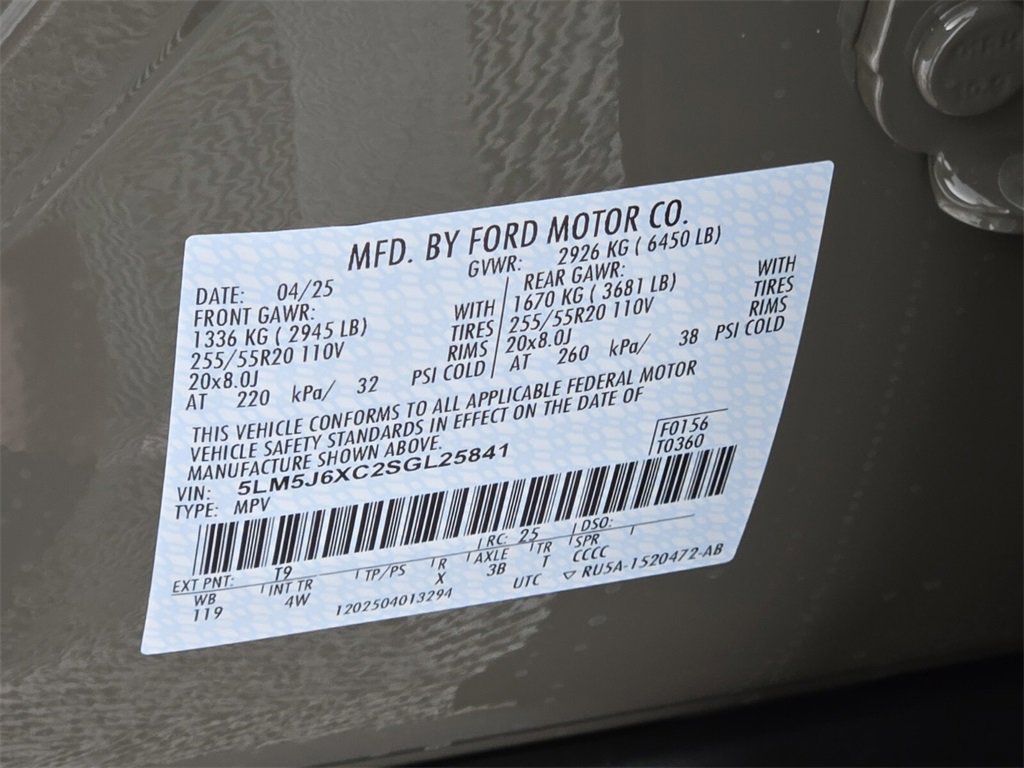 MFD. BY FORD MOTOR CO.
DATE: 04/25 GVWR: 2926 KG ( 6450 LB)
FRONT GAWR: REAR GAWR:
1336 KG ( 2945 LB) WITH 1670 KG ( 3681 LB) WITH
255/55R20 110V TIRES 255/55R20 110V TIRES
20x8.0J RIMS 20x8.0J RIMS
AT 220 kPa/ 32 PSI COLD AT 260 kPa/ 38 PSI COLD
THIS VEHICLE CONFORMS TO ALL APPLICABLE FEDERAL MOTOR
VEHICLE SAFETY STANDARDS IN EFFECT ON THE DATE OF
MANUFACTURE SHOWN ABOVE.
VIN: 5LM5J6XC2SGL25841 F0156
TYPE: MPV T0360
EXT PNT: T9 RC: 25 DSO:
WB INT TR TP/PS R AXLE TR SPR
119 4W X 3B T CCCC
1202504013294 UTC ▽ RU5A-1520472-AB